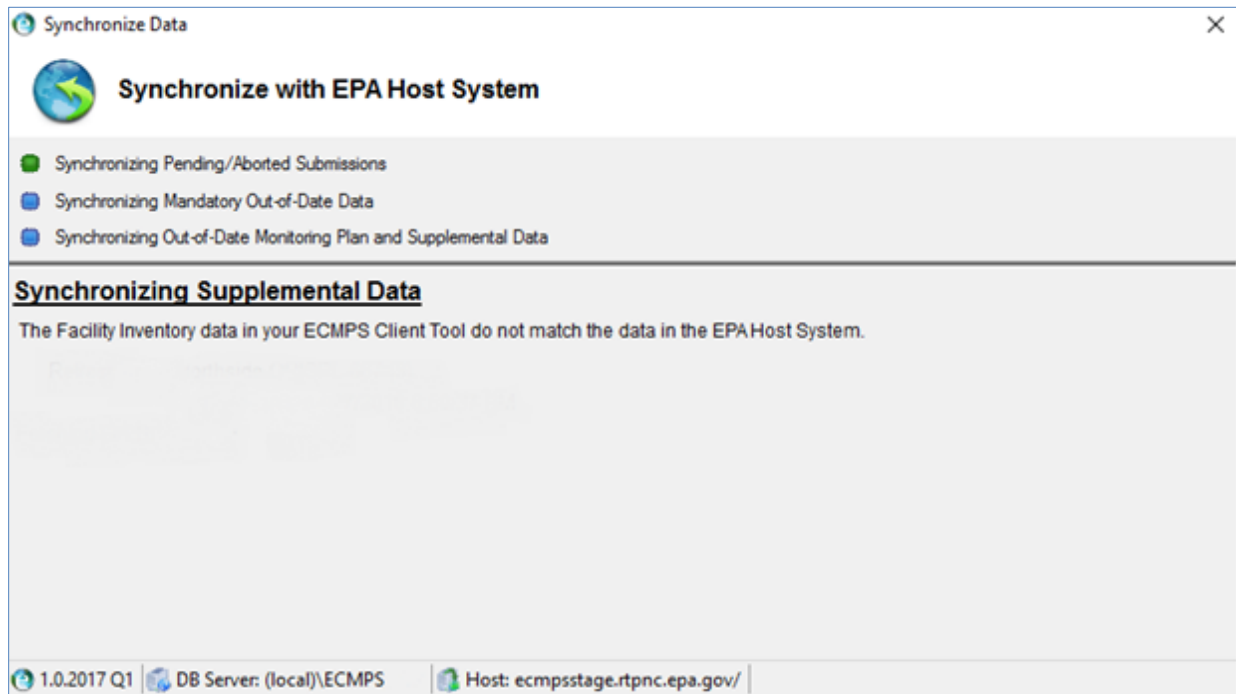 Synchronize Data
Synchronize with EPA Host System
Synchronizing Pending/Aborted Submissions
Synchronizing Mandatory Out-of-Date Data
Synchronizing Out-of-Date Monitoring Plan and Supplemental Data
Synchronizing Supplemental Data
The Facility Inventory data in your ECMPS Client Tool do not match the data in the EPA Host System.
1.0.2017 Q1 DB Server: (local)\ECMPS Host: ecmpsstage.rtpnc.epa.gov/